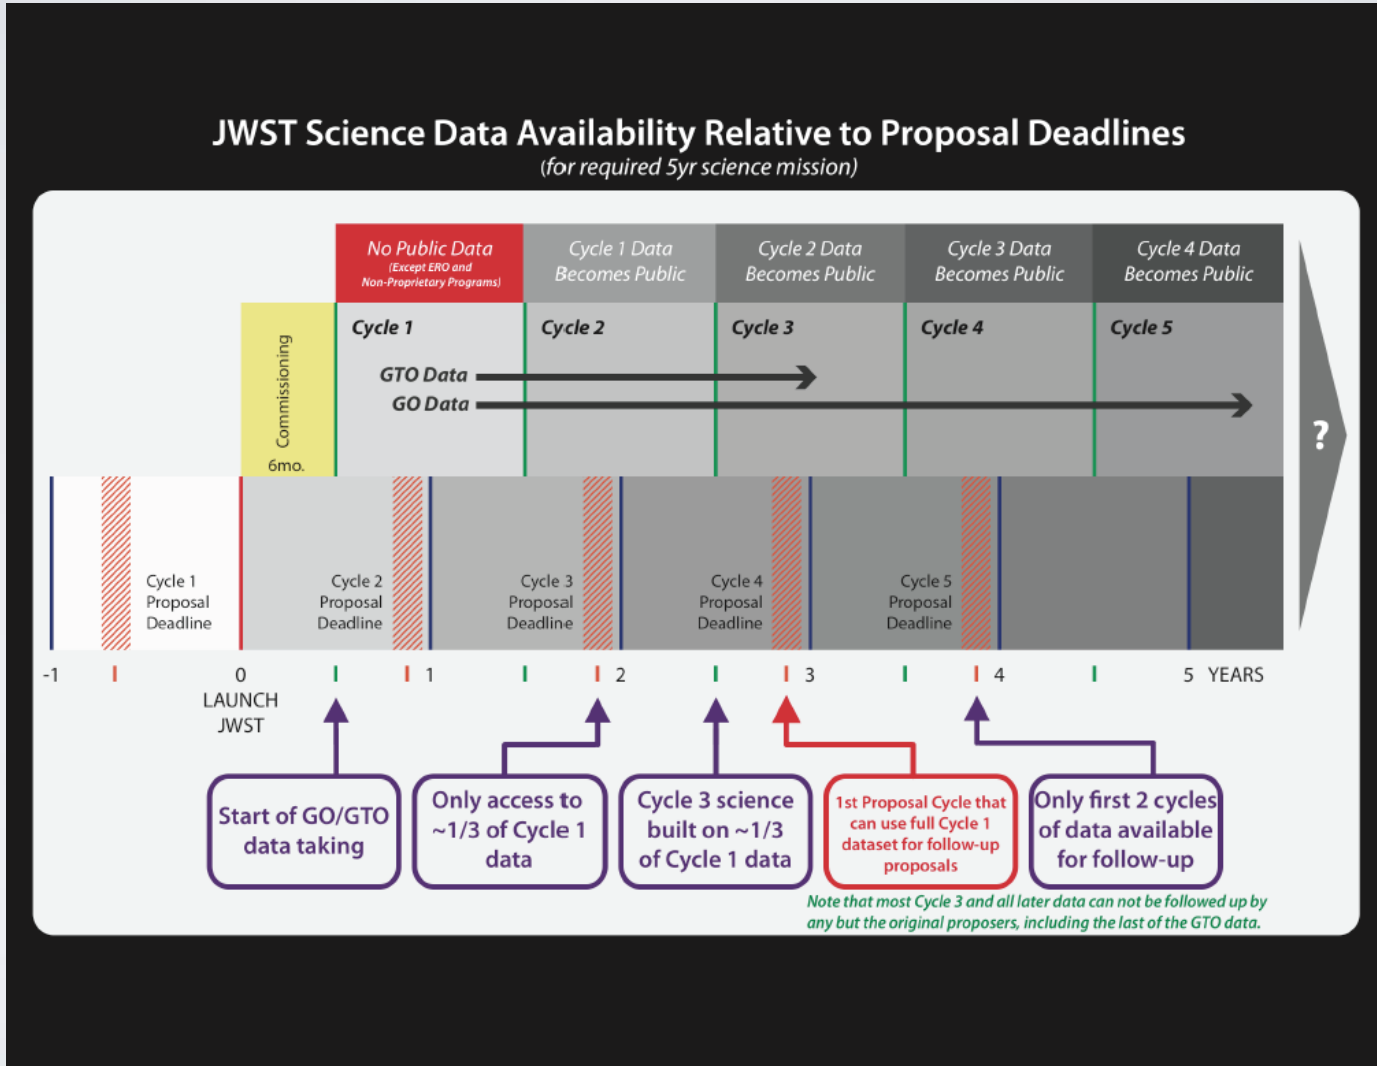 JWST Science Data Availability Relative to Proposal Deadlines
(for required 5yr science mission)
No Public Data
(Except ERO and
Non-Proprietary Programs)
Cycle 1 Data
Becomes Public
Cycle 2 Data
Becomes Public
Cycle 3 Data
Becomes Public
Cycle 4 Data
Becomes Public
Commissioning
6mo.
Cycle 1
Cycle 2
Cycle 3
Cycle 4
Cycle 5
GTO Data
GO Data
?
Cycle 1
Proposal
Deadline
Cycle 2
Proposal
Deadline
Cycle 3
Proposal
Deadline
Cycle 4
Proposal
Deadline
Cycle 5
Proposal
Deadline
-1 0 1 2 3 4 5 YEARS
LAUNCH
JWST
Start of GO/GTO
data taking
Only access to
~1/3 of Cycle 1
data
Cycle 3 science
built on ~1/3
of Cycle 1 data
1st Proposal Cycle that
can use full Cycle 1
dataset for follow-up
proposals
Only first 2 cycles
of data available
for follow-up
Note that most Cycle 3 and all later data can not be followed up by
any but the original proposers, including the last of the GTO data.